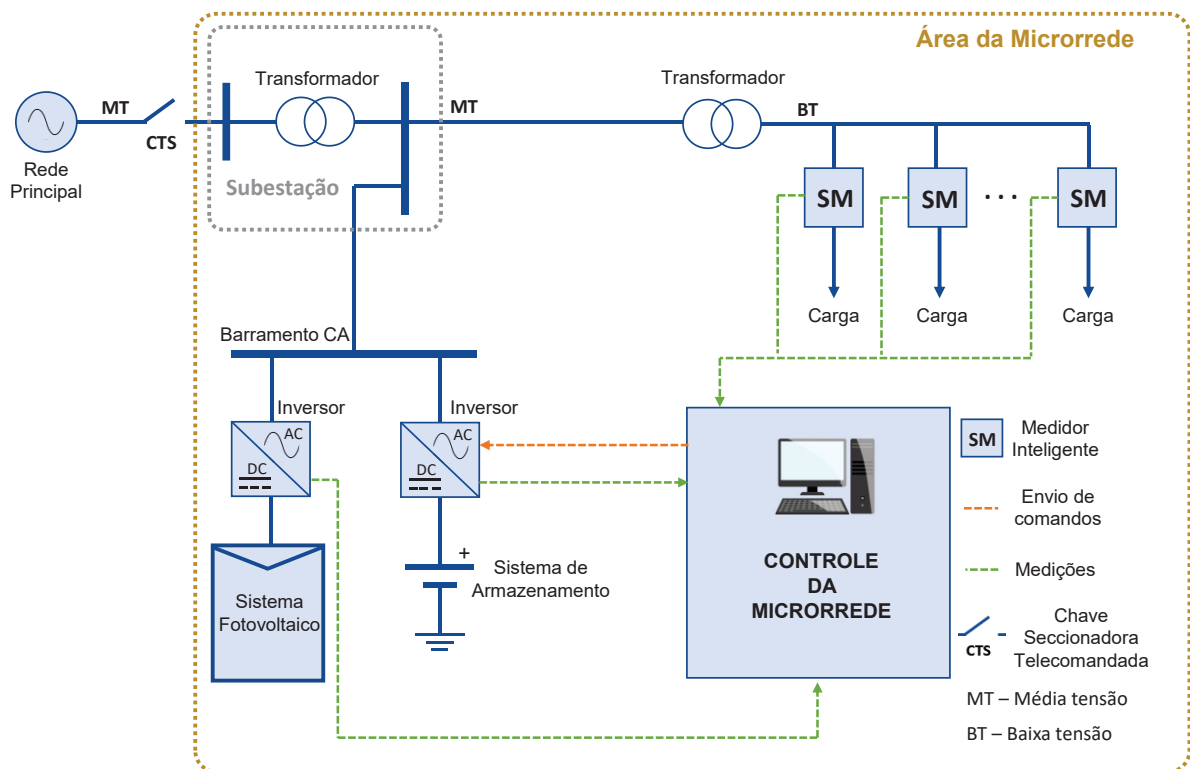 Área da Microrrede
Transformador
Transformador
MT
CTS
MT
BT
Rede
Principal
Subestação
SM
SM
...
SM
Carga
Carga
Carga
Barramento CA
Inversor
AC
DC
Inversor
AC
DC
+
Sistema
Fotovoltaico
Sistema de
Armazenamento
CONTROLE
DA
MICRORREDE
SM
Medidor
Inteligente
Envio de
comandos
Medições
CTS
Chave
Seccionadora
Telecomandada
MT – Média tensão
BT – Baixa tensão